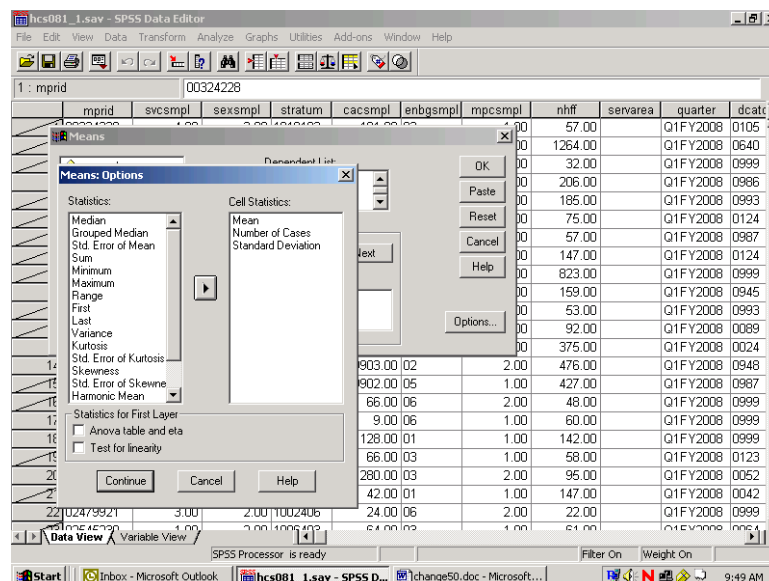 hcs081_1.sav - SPSS Data Editor
File Edit View Data Transform Analyze Graphs Utilities Add-ons Window Help
1 : mprid 00324228
mprid svcsmpl sexsmpl stratum cacsmpl enbgsmpl mpcsmpl nhff servarea quarter dcatc
57.00 Q1FY2008 0105
1264.00 Q1FY2008 0640
32.00 Q1FY2008 0999
206.00 Q1FY2008 0986
185.00 Q1FY2008 0993
75.00 Q1FY2008 0124
57.00 Q1FY2008 0987
147.00 Q1FY2008 0124
823.00 Q1FY2008 0999
159.00 Q1FY2008 0945
53.00 Q1FY2008 0993
92.00 Q1FY2008 0089
375.00 Q1FY2008 0024
903.00 02 2.00 476.00 Q1FY2008 0948
902.00 05 1.00 427.00 Q1FY2008 0987
66.00 06 2.00 48.00 Q1FY2008 0999
9.00 06 1.00 60.00 Q1FY2008 0999
128.00 01 1.00 142.00 Q1FY2008 0999
66.00 03 1.00 58.00 Q1FY2008 0123
280.00 03 2.00 95.00 Q1FY2008 0052
42.00 01 1.00 147.00 Q1FY2008 0042
22 02479921 3.00 2.00 1002406 24.00 06 2.00 22.00 Q1FY2008 0999
Means
Dependent List:
OK
Paste
Reset
Cancel
Help
Next
Options...
Means: Options
Statistics:
Median
Grouped Median
Std. Error of Mean
Sum
Minimum
Maximum
Range
First
Last
Variance
Kurtosis
Std. Error of Kurtosis
Skewness
Std. Error of Skewne
Harmonic Mean
Cell Statistics:
Mean
Number of Cases
Standard Deviation
Statistics for First Layer
Anova table and eta
Test for linearity
Continue Cancel Help
Data View Variable View
SPSS Processor is ready Filter On Weight On
Start Inbox - Microsoft Outlook hcs081_1.sav - SPSS D... change50.doc - Microsoft... 9:49 AM